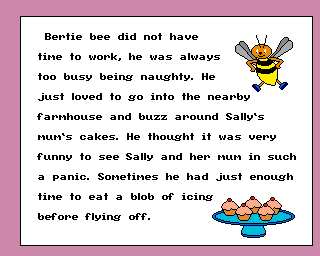 Bertie bee did not have
time to work, he was always
too busy being naughty. He
just loved to go into the nearby
farmhouse and buzz around Sally's
mum's cakes. He thought it was very
funny to see Sally and her mum in such
a panic. Sometimes he had just enough
time to eat a blob of icing
before flying off.